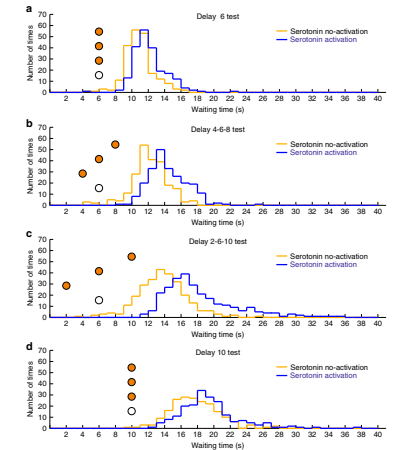 a
Delay 6 test
Number of times
70
60
50
40
30
20
10
0
Serotonin no-activation
Serotonin activation
2 4 6 8 10 12 14 16 18 20 22 24 26 28 30 32 34 36 38 40
Waiting time (s)
b
Delay 4-6-8 test
Number of times
70
60
50
40
30
20
10
0
Serotonin no-activation
Serotonin activation
2 4 6 8 10 12 14 16 18 20 22 24 26 28 30 32 34 36 38 40
Waiting time (s)
c
Delay 2-6-10 test
Number of times
70
60
50
40
30
20
10
0
Serotonin no-activation
Serotonin activation
2 4 6 8 10 12 14 16 18 20 22 24 26 28 30 32 34 36 38 40
Waiting time (s)
d
Delay 10 test
Number of times
70
60
50
40
30
20
10
0
Serotonin no-activation
Serotonin activation
2 4 6 8 10 12 14 16 18 20 22 24 26 28 30 32 34 36 38 40
Waiting time (s)